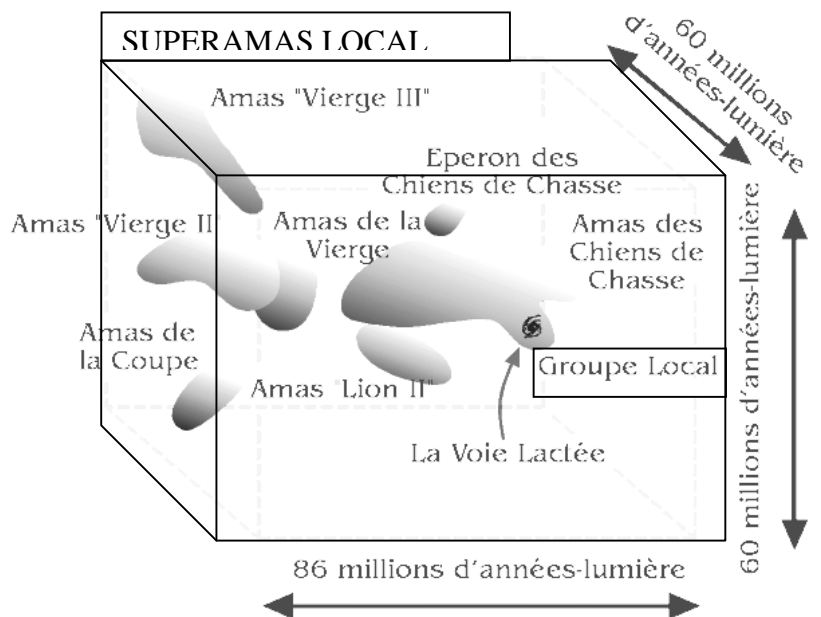 SUPERAMAS LOCAL
60 millions
d'années-lumière
Amas "Vierge III"
Eperon des
Chiens de Chasse
Amas "Vierge II"
Amas de la
Vierge
Amas des
Chiens de
Chasse
Amas de
la Coupe
Amas "Lion II"
Groupe Local
La Voie Lactée
60 millions d'années-lumière
86 millions d'années-lumière